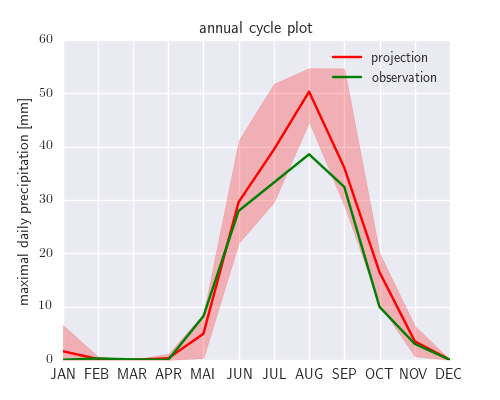 annual cycle plot
60
50
40
30
20
10
0
maximal daily precipitation [mm]
projection
observation
JAN FEB MAR APR MAI JUN JUL AUG SEP OCT NOV DEC